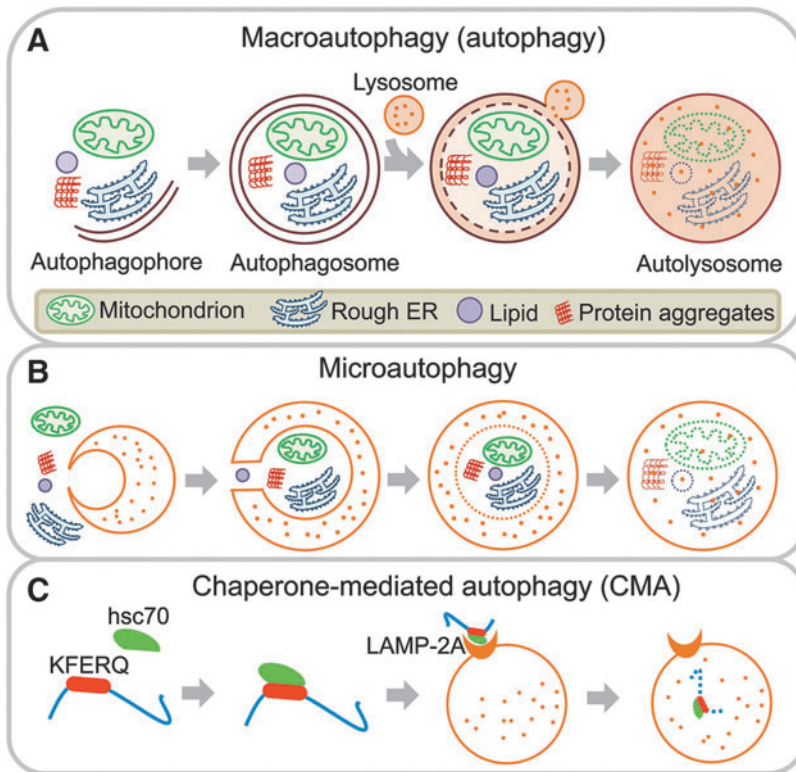 A
Macroautophagy (autophagy)
Lysosome
Autophagophore
Autophagosome
Autolysosome
Mitochondrion
Rough ER
Lipid
Protein aggregates
B
Microautophagy
C
Chaperone-mediated autophagy (CMA)
hsc70
KFERQ
LAMP-2A